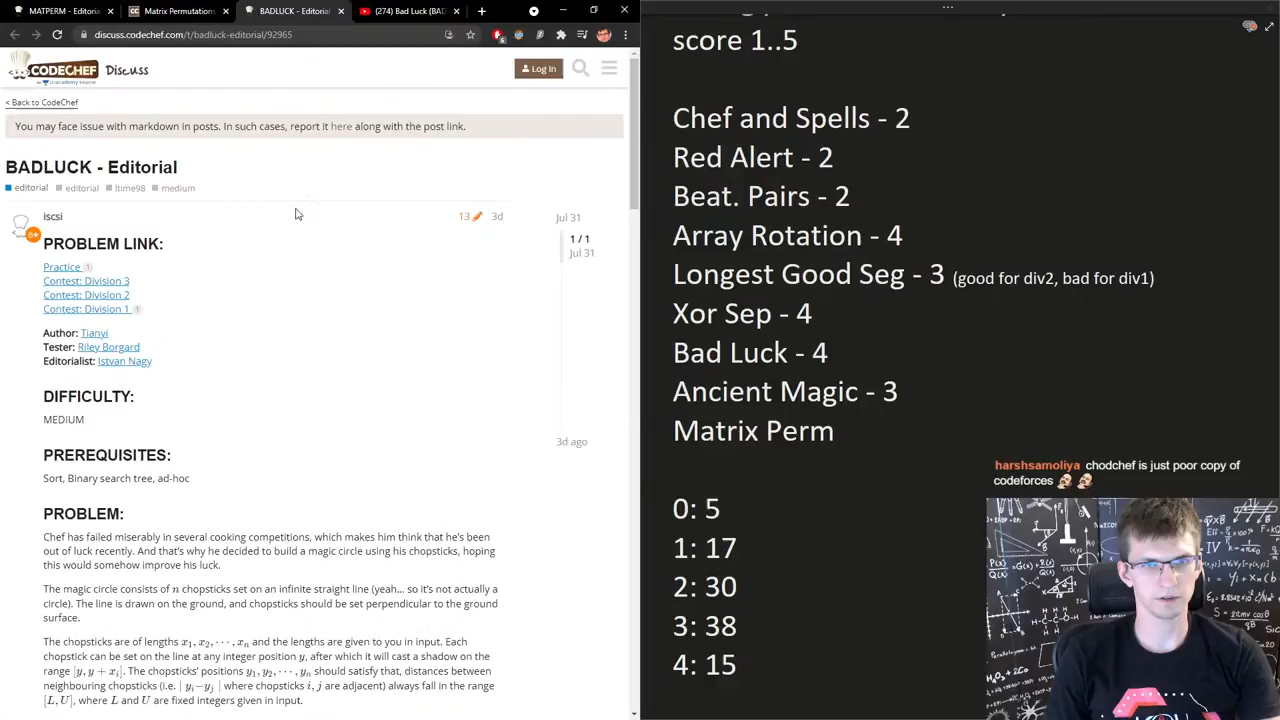 MATPERM - Editoria
Matrix Permutations
BADLUCK - Editorial
(274) Bad Luck (BAD
discuss.codechef.com/t/badluck-editorial/92965
CODECHEF Discuss
Log In
< Back to CodeChef
You may face issue with markdown in posts. In such cases, report it here along with the post link.
BADLUCK - Editorial
editorial editorial ltime98 medium
iscsi 13 3d
PROBLEM LINK:
Practice 1
Contest: Division 3
Contest: Division 2
Contest: Division 1 1
Author: Tianyi
Tester: Riley Borgard
Editorialist: Istvan Nagy
DIFFICULTY:
MEDIUM
PREREQUISITES:
Sort, Binary search tree, ad-hoc
PROBLEM:
Chef has failed miserably in several cooking competitions, which makes him think that he's been
out of luck recently. And that's why he decided to build a magic circle using his chopsticks, hoping
this would somehow improve his luck.
The magic circle consists of n chopsticks set on an infinite straight line (yeah... so it's not actually a
circle). The line is drawn on the ground, and chopsticks should be set perpendicular to the ground
surface.
The chopsticks are of lengths x1, x2, ⋯, xn and the lengths are given to you in input. Each
chopstick can be set on the line at any integer position y, after which it will cast a shadow on the
range [y, y + xi]. The chopsticks' positions y1, y2, ⋯, yn should satisfy that, distances between
neighbouring chopsticks (i.e. | yi−yj | where chopsticks i, j are adjacent) always fall in the range
[L, U], where L and U are fixed integers given in input.
Jul 31
1 / 1
Jul 31
3d ago
score 1..5
Chef and Spells - 2
Red Alert - 2
Beat. Pairs - 2
Array Rotation - 4
Longest Good Seg - 3 (good for div2, bad for div1)
Xor Sep - 4
Bad Luck - 4
Ancient Magic - 3
Matrix Perm
0: 5
1: 17
2: 30
3: 38
4: 15
harshsamoliya chodchef is just poor copy of
codeforces